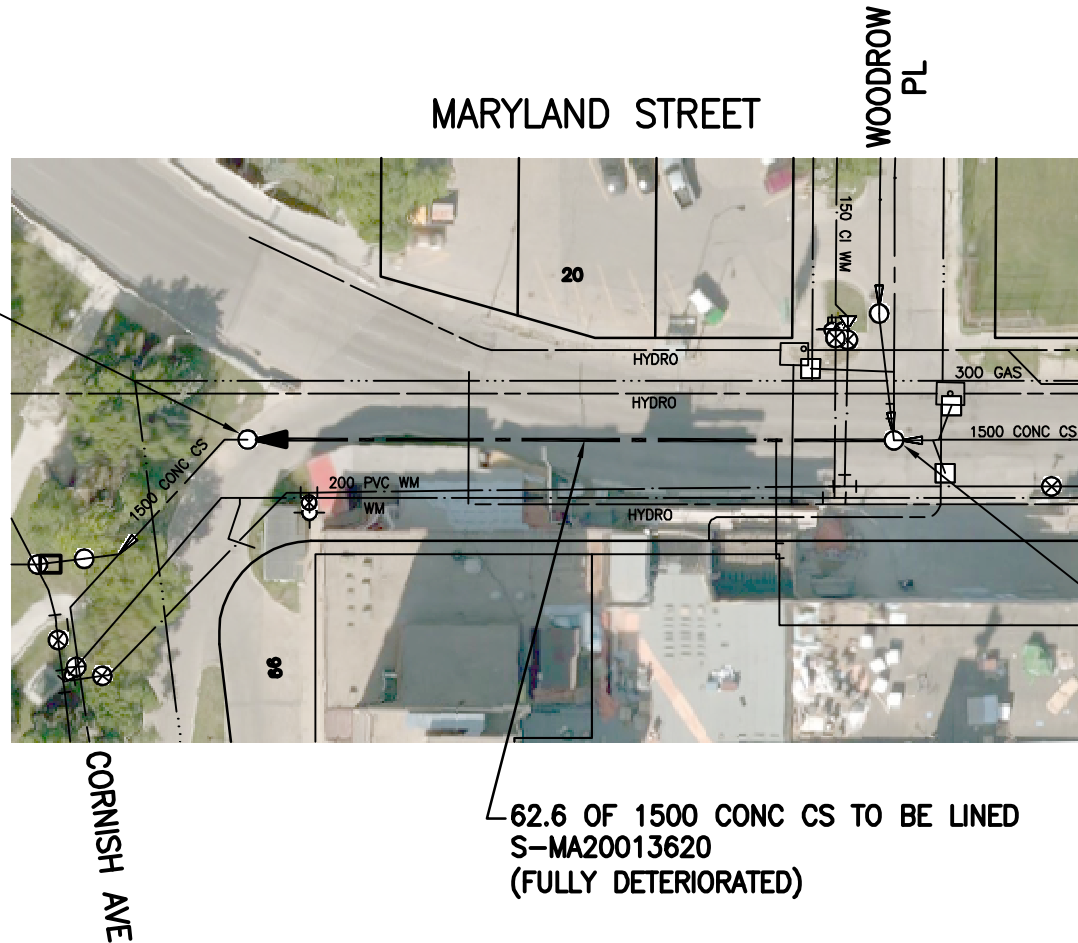 WOODROW
PL
MARYLAND STREET
150 CI WM
20
HYDRO
300 GAS
HYDRO
1500 CONC CS
1500 CONC CS
200 PVC WM
WM
HYDRO
66
CORNISH AVE
62.6 OF 1500 CONC CS TO BE LINED
S-MA20013620
(FULLY DETERIORATED)